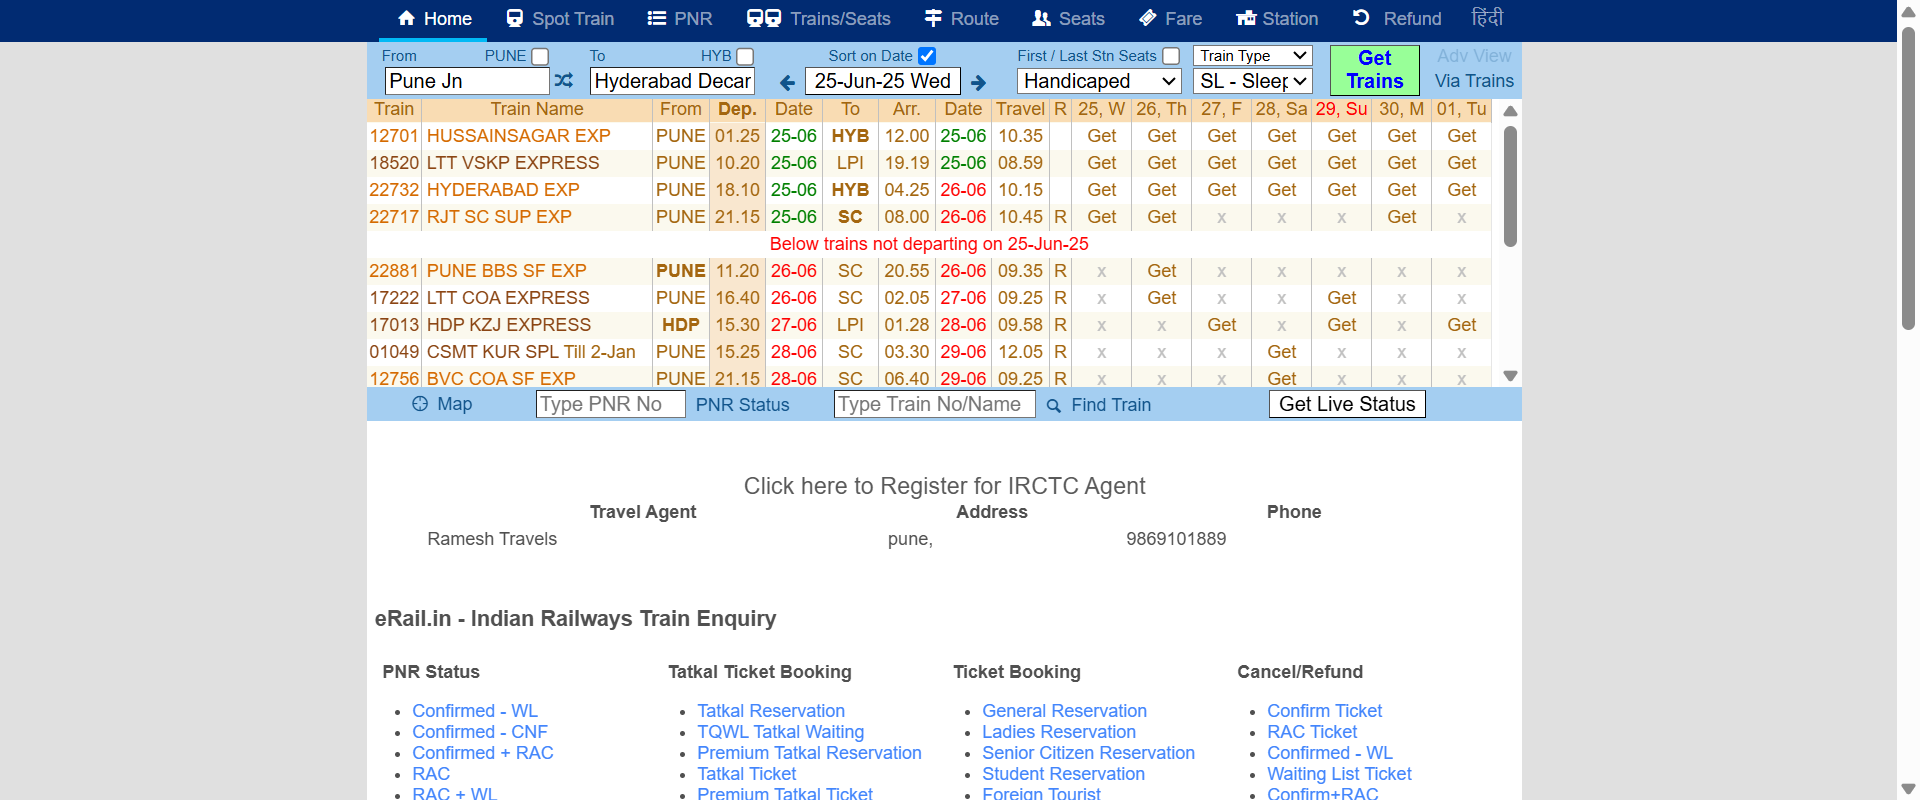 Home Spot Train PNR Trains/Seats Route Seats Fare Station Refund हिंदी
From PUNE To HYB Sort on Date First / Last Stn Seats Train Type Get Trains Adv View
Pune Jn Hyderabad Decan 25-Jun-25 Wed Handicaped SL - Sleep Via Trains
Train Train Name From Dep. Date To Arr. Date Travel R 25, W 26, Th 27, F 28, Sa 29, Su 30, M 01, Tu
12701 HUSSAINSAGAR EXP PUNE 01.25 25-06 HYB 12.00 25-06 10.35 Get Get Get Get Get Get Get
18520 LTT VSKP EXPRESS PUNE 10.20 25-06 LPI 19.19 25-06 08.59 Get Get Get Get Get Get Get
22732 HYDERABAD EXP PUNE 18.10 25-06 HYB 04.25 26-06 10.15 Get Get Get Get Get Get Get
22717 RJT SC SUP EXP PUNE 21.15 25-06 SC 08.00 26-06 10.45 R Get Get x x x Get x
Below trains not departing on 25-Jun-25
22881 PUNE BBS SF EXP PUNE 11.20 26-06 SC 20.55 26-06 09.35 R x Get x x x x x
17222 LTT COA EXPRESS PUNE 16.40 26-06 SC 02.05 27-06 09.25 R x Get x x Get x x
17013 HDP KZJ EXPRESS HDP 15.30 27-06 LPI 01.28 28-06 09.58 R x x Get x Get x Get
01049 CSMT KUR SPL Till 2-Jan PUNE 15.25 28-06 SC 03.30 29-06 12.05 R x x x Get x x x
12756 BVC COA SF EXP PUNE 21.15 28-06 SC 06.40 29-06 09.25 R x x x Get x x x
Map Type PNR No PNR Status Type Train No/Name Find Train Get Live Status
Click here to Register for IRCTC Agent
Travel Agent Address Phone
Ramesh Travels pune, 9869101889
eRail.in - Indian Railways Train Enquiry
PNR Status Tatkal Ticket Booking Ticket Booking Cancel/Refund
Confirmed - WL Tatkal Reservation General Reservation Confirm Ticket
Confirmed - CNF TQWL Tatkal Waiting Ladies Reservation RAC Ticket
Confirmed + RAC Premium Tatkal Reservation Senior Citizen Reservation Confirmed - WL
RAC Tatkal Ticket Student Reservation Waiting List Ticket
RAC + WL Premium Tatkal Ticket Foreign Tourist Confirm+RAC